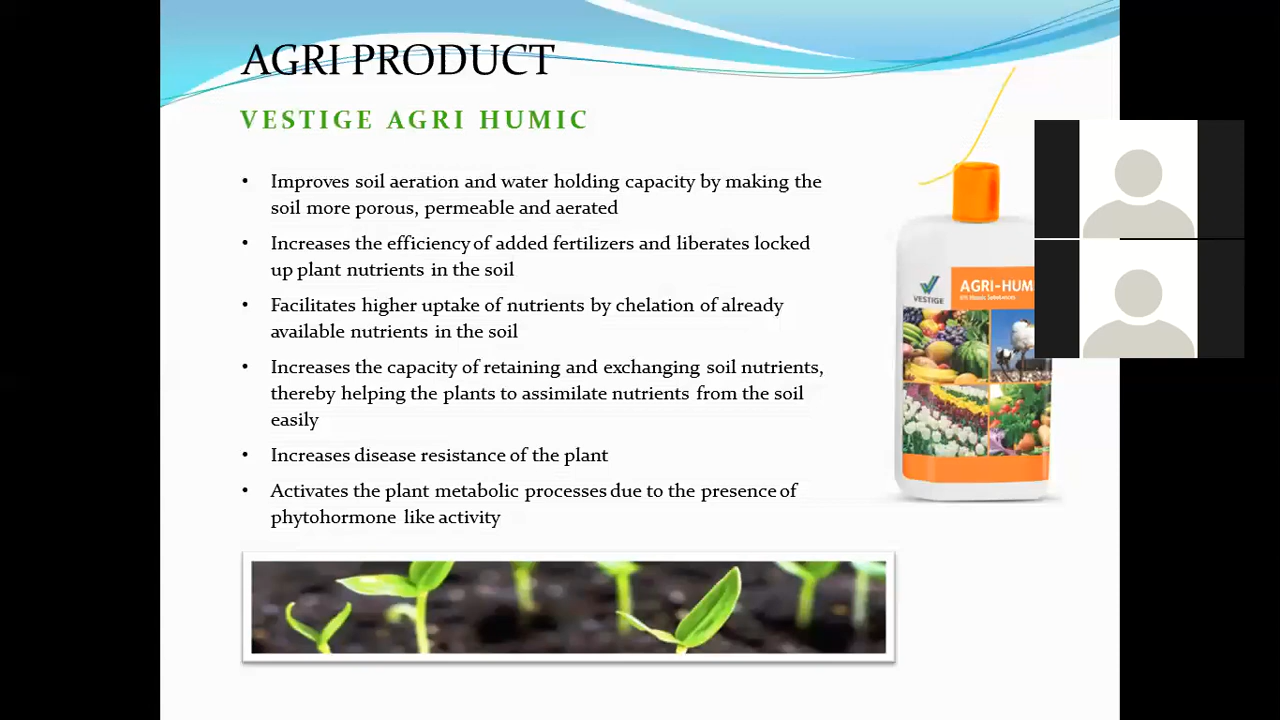 AGRI PRODUCT
VESTIGE AGRI HUMIC
• Improves soil aeration and water holding capacity by making the
soil more porous, permeable and aerated
• Increases the efficiency of added fertilizers and liberates locked
up plant nutrients in the soil
• Facilitates higher uptake of nutrients by chelation of already
available nutrients in the soil
• Increases the capacity of retaining and exchanging soil nutrients,
thereby helping the plants to assimilate nutrients from the soil
easily
• Increases disease resistance of the plant
• Activates the plant metabolic processes due to the presence of
phytohormone like activity
VESTIGE
AGRI-HUM
Humic Substances